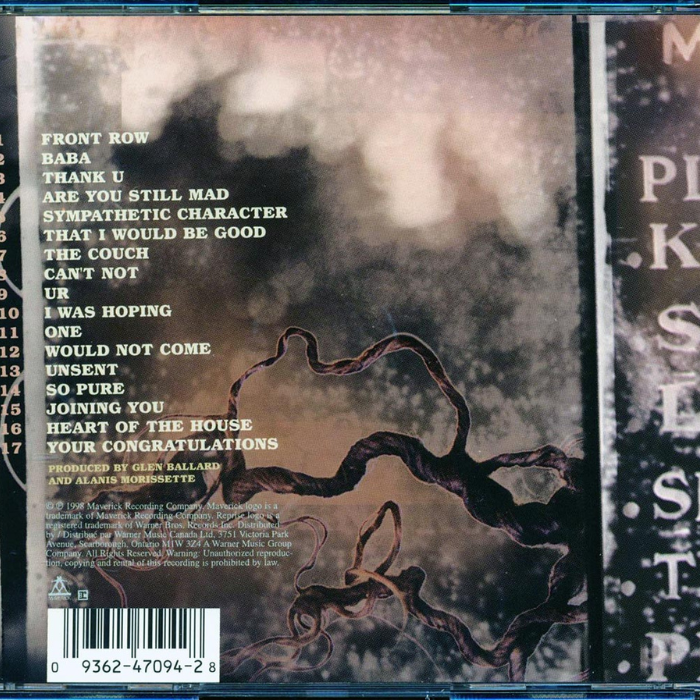 1 FRONT ROW
2 BABA
3 THANK U
4 ARE YOU STILL MAD
5 SYMPATHETIC CHARACTER
6 THAT I WOULD BE GOOD
7 THE COUCH
8 CAN'T NOT
9 UR
10 I WAS HOPING
11 ONE
12 WOULD NOT COME
13 UNSENT
14 SO PURE
15 JOINING YOU
16 HEART OF THE HOUSE
17 YOUR CONGRATULATIONS
PRODUCED BY GLEN BALLARD
AND ALANIS MORISSETTE
© ℗ 1998 Maverick Recording Company. Maverick logo is a
trademark of Maverick Recording Company. Reprise logo is a
registered trademark of Warner Bros. Records Inc. Distributed
by / Distribué par Warner Music Canada Ltd, 3751 Victoria Park
Avenue, Scarborough, Ontario M1W 3Z4 A Warner Music Group
Company. All Rights Reserved. Warning: Unauthorized reproduc-
tion, copying and rental of this recording is prohibited by law.
0 9362-47094-2 8
M
PL
K
S
L
S
T
P